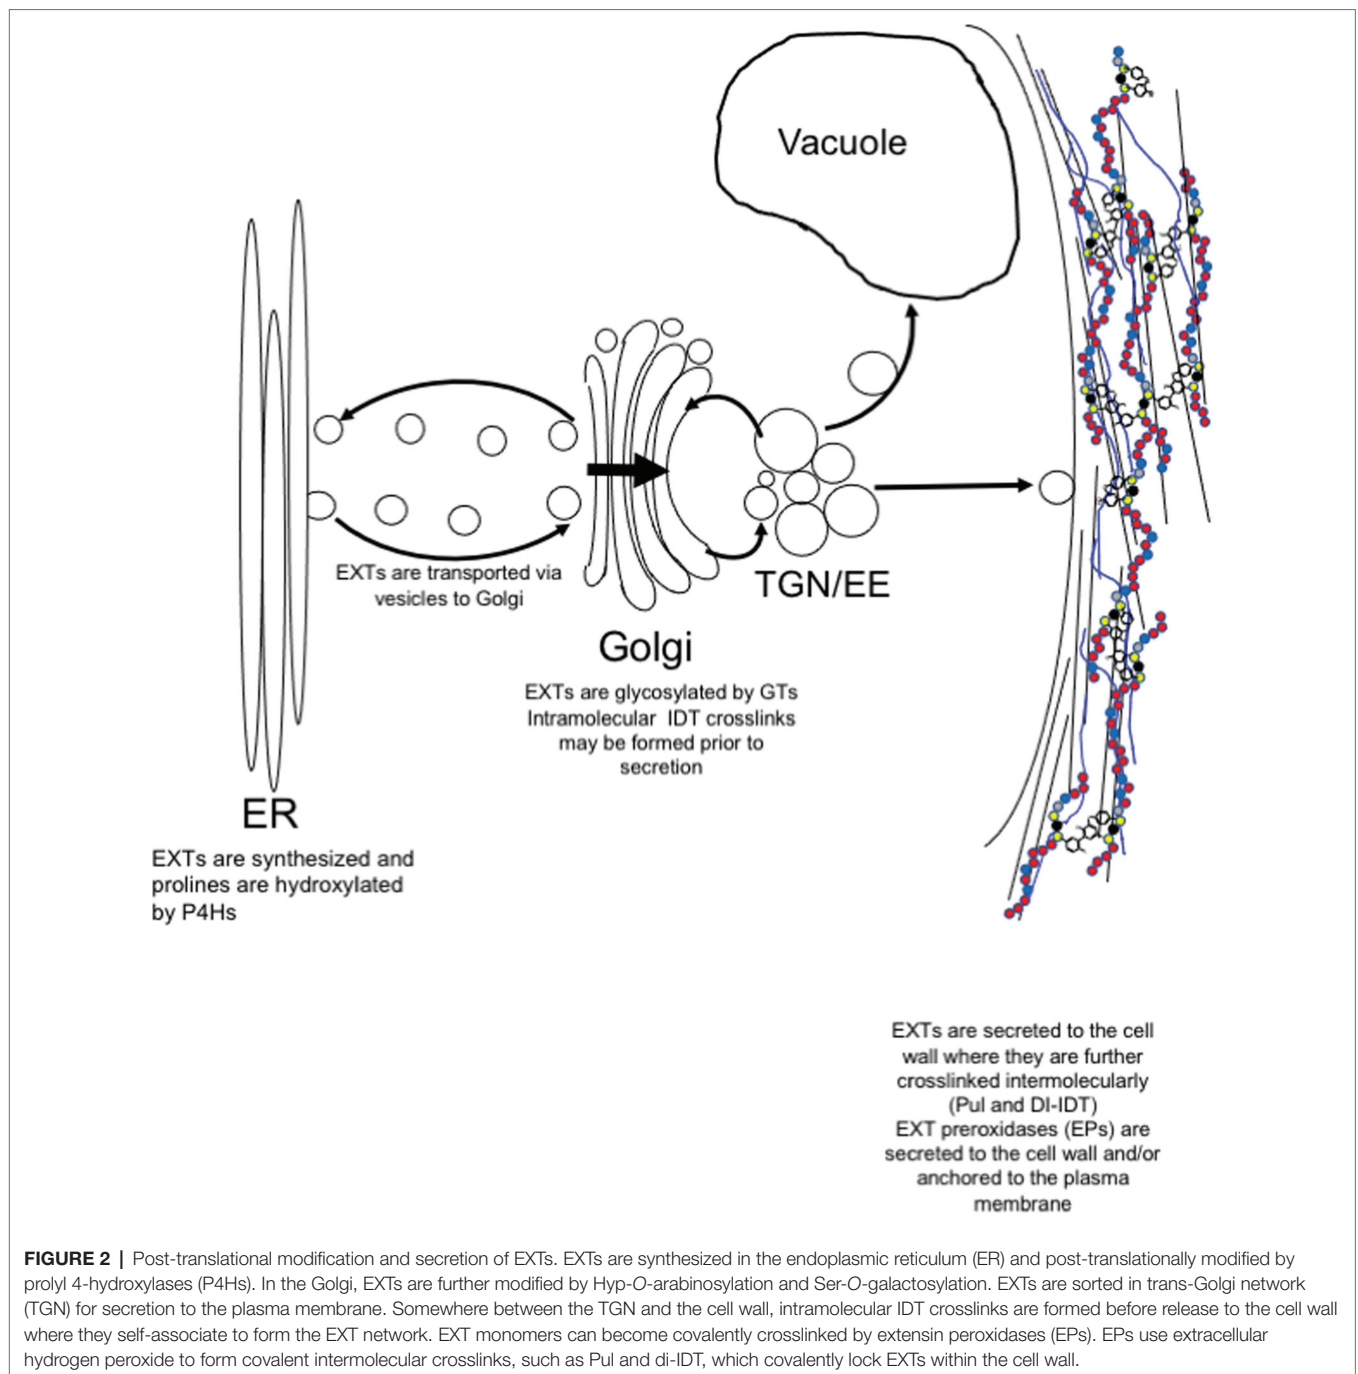 Vacuole
EXTs are transported via
vesicles to Golgi
TGN/EE
Golgi
EXTs are glycosylated by GTs
Intramolecular IDT crosslinks
may be formed prior to
secretion
ER
EXTs are synthesized and
prolines are hydroxylated
by P4Hs
EXTs are secreted to the cell
wall where they are further
crosslinked intermolecularly
(Pul and DI-IDT)
EXT preroxidases (EPs) are
secreted to the cell wall and/or
anchored to the plasma
membrane
FIGURE 2 | Post-translational modification and secretion of EXTs. EXTs are synthesized in the endoplasmic reticulum (ER) and post-translationally modified by
prolyl 4-hydroxylases (P4Hs). In the Golgi, EXTs are further modified by Hyp-O-arabinosylation and Ser-O-galactosylation. EXTs are sorted in trans-Golgi network
(TGN) for secretion to the plasma membrane. Somewhere between the TGN and the cell wall, intramolecular IDT crosslinks are formed before release to the cell wall
where they self-associate to form the EXT network. EXT monomers can become covalently crosslinked by extensin peroxidases (EPs). EPs use extracellular
hydrogen peroxide to form covalent intermolecular crosslinks, such as Pul and di-IDT, which covalently lock EXTs within the cell wall.